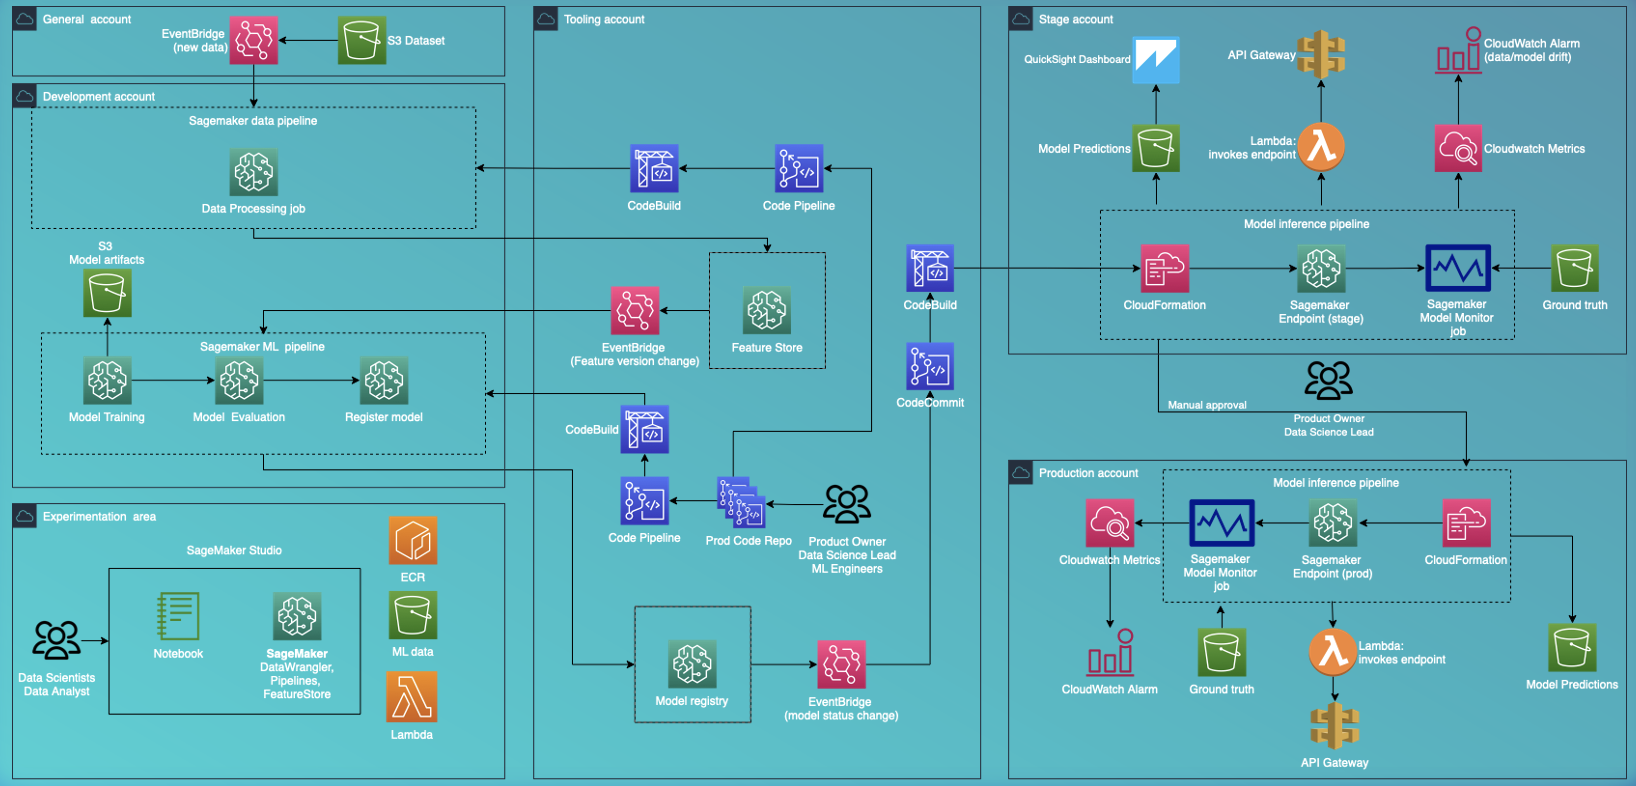 General account
EventBridge
(new data)
S3 Dataset
Development account
Sagemaker data pipeline
Data Processing job
S3
Model artifacts
Sagemaker ML pipeline
Model Training
Model Evaluation
Register model
Experimentation area
SageMaker Studio
Notebook
SageMaker
DataWrangler,
Pipelines,
FeatureStore
Data Scientists
Data Analyst
ECR
ML data
Lambda
Tooling account
CodeBuild
Code Pipeline
EventBridge
(Feature version change)
Feature Store
CodeBuild
CodeCommit
CodeBuild
Code Pipeline
Prod Code Repo
Product Owner
Data Science Lead
ML Engineers
Model registry
EventBridge
(model status change)
Stage account
QuickSight Dashboard
API Gateway
CloudWatch Alarm
(data/model drift)
Model Predictions
Lambda:
invokes endpoint
Cloudwatch Metrics
Model inference pipeline
CloudFormation
Sagemaker
Endpoint (stage)
Sagemaker
Model Monitor
job
Ground truth
Manual approval
Product Owner
Data Science Lead
Production account
Model inference pipeline
Cloudwatch Metrics
Sagemaker
Model Monitor
job
Sagemaker
Endpoint (prod)
CloudFormation
CloudWatch Alarm
Ground truth
Lambda:
invokes endpoint
Model Predictions
API Gateway